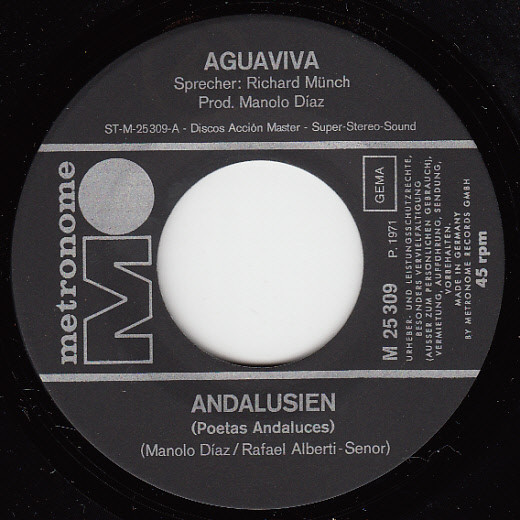 AGUAVIVA
Sprecher: Richard Münch
Prod. Manolo Díaz
ST-M-25309-A - Discos Acción Master - Super-Stereo-Sound
metronome
GEMA
P. 1971
M 25 309
URHEBER- UND LEISTUNGSSCHUTZRECHTE,
BESONDERS VERVIELFÄLTIGUNG
(AUSSER ZUM PERSÖNLICHEN GEBRAUCH),
VERMIETUNG, AUFFÜHRUNG, SENDUNG,
VORBEHALTEN.
MADE IN GERMANY
BY METRONOME RECORDS GMBH
45 rpm
ANDALUSIEN
(Poetas Andaluces)
(Manolo Díaz/Rafael Alberti-Senor)